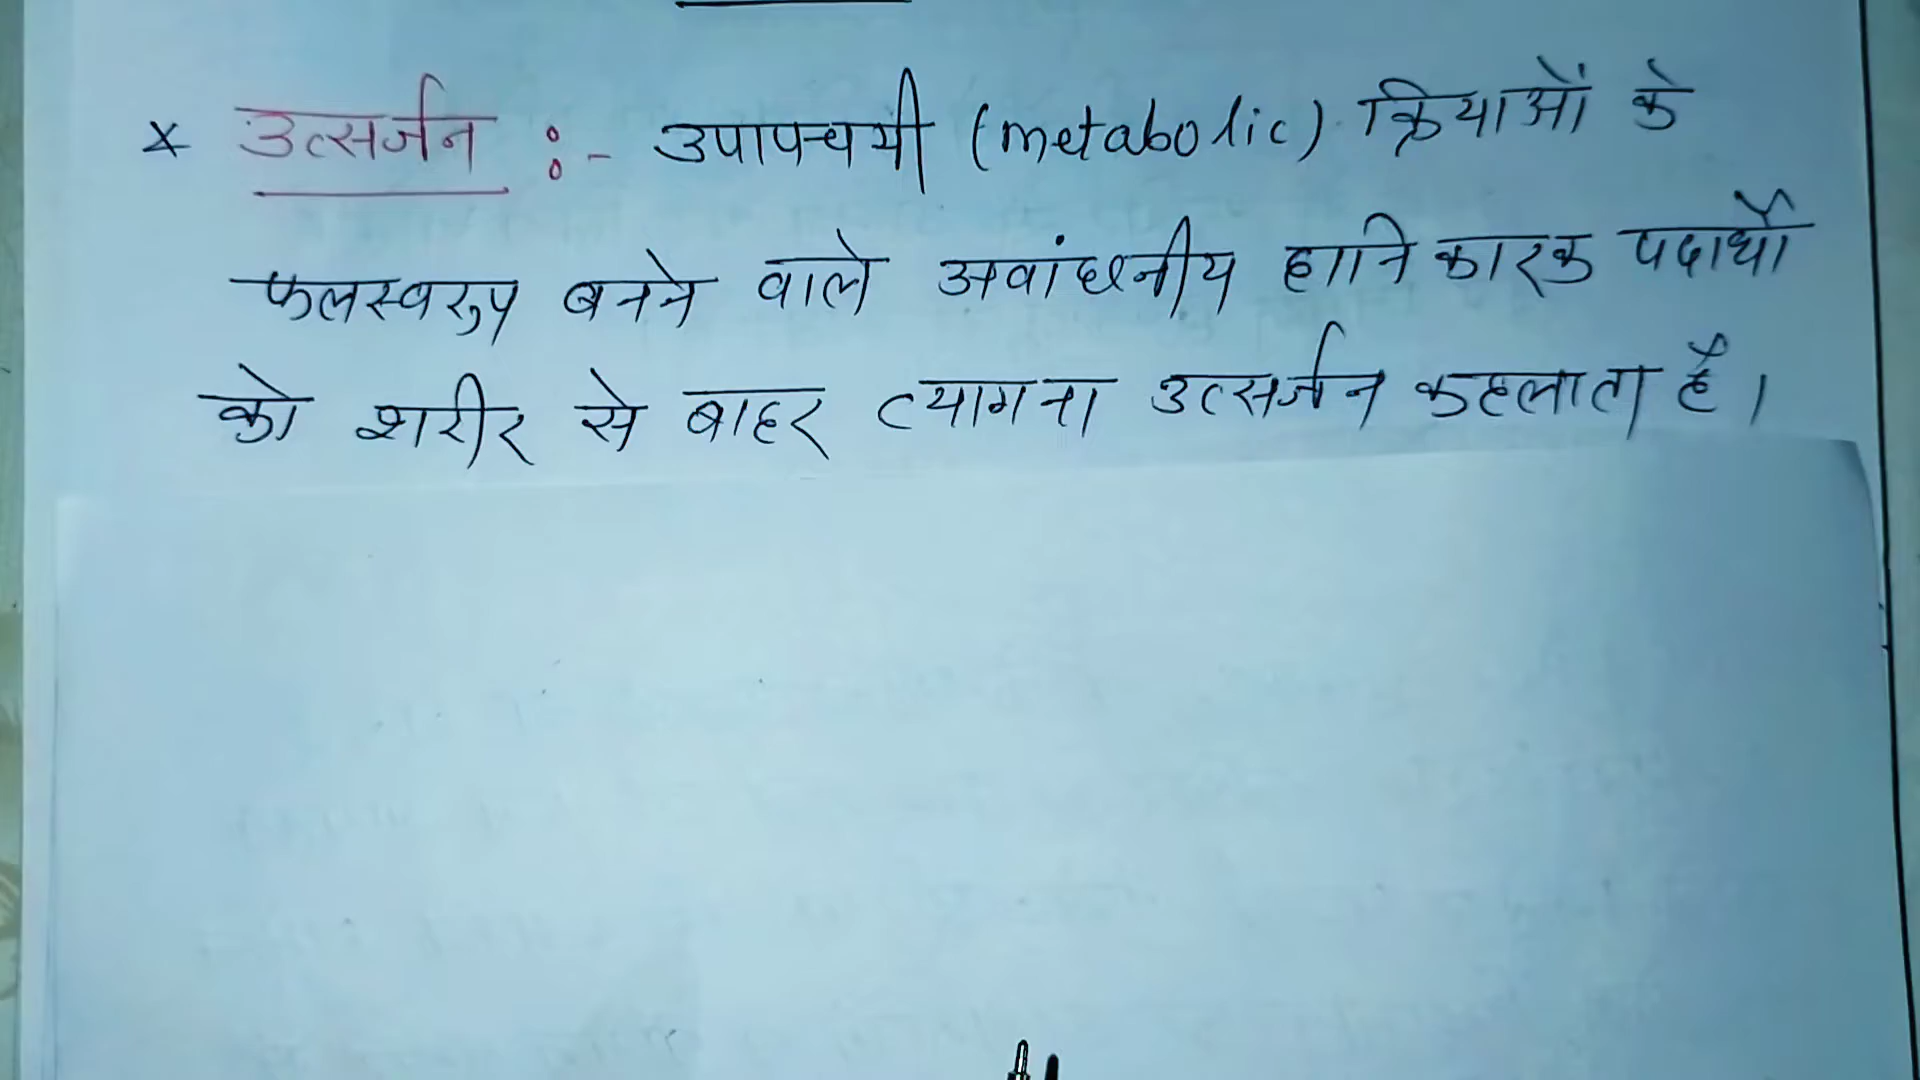 × उत्सर्जन :- उपापचयी (metabolic) क्रियाओं के
फलस्वरुप बनने वाले अवांछनीय हानिकारक पदार्थों
को शरीर से बाहर त्यागना उत्सर्जन कहलाता है।